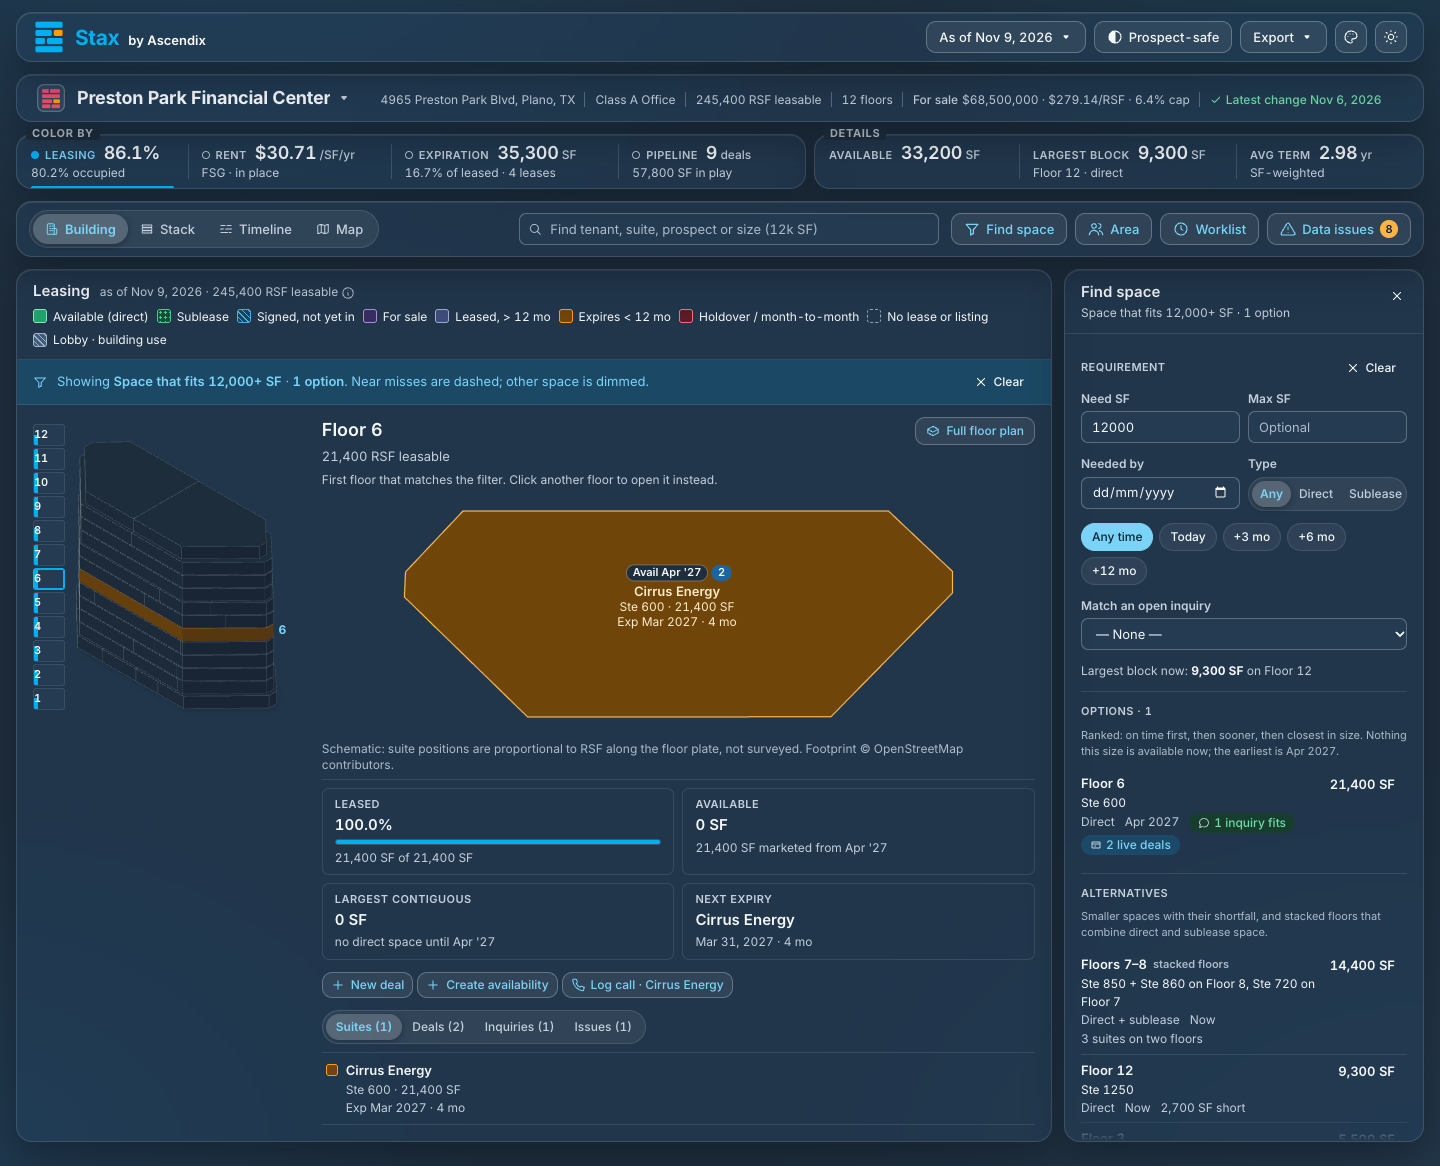 Stax by Ascendix
As of Nov 9, 2026
Prospect-safe
Export
Preston Park Financial Center
4965 Preston Park Blvd, Plano, TX
Class A Office
245,400 RSF leasable
12 floors
For sale $68,500,000 · $279.14/RSF · 6.4% cap
Latest change Nov 6, 2026
COLOR BY
LEASING 86.1%
80.2% occupied
RENT $30.71 /SF/yr
FSG · in place
EXPIRATION 35,300 SF
16.7% of leased · 4 leases
PIPELINE 9 deals
57,800 SF in play
DETAILS
AVAILABLE 33,200 SF
LARGEST BLOCK 9,300 SF
Floor 12 · direct
AVG TERM 2.98 yr
SF-weighted
Building
Stack
Timeline
Map
Find tenant, suite, prospect or size (12k SF)
Find space
Area
Worklist
Data issues 8
Leasing as of Nov 9, 2026 · 245,400 RSF leasable
Available (direct)
Sublease
Signed, not yet in
For sale
Leased, > 12 mo
Expires < 12 mo
Holdover / month-to-month
No lease or listing
Lobby · building use
Showing Space that fits 12,000+ SF · 1 option. Near misses are dashed; other space is dimmed.
Clear
12
11
10
9
8
7
6
5
4
3
2
1
6
Floor 6
21,400 RSF leasable
First floor that matches the filter. Click another floor to open it instead.
Full floor plan
Avail Apr '27 2
Cirrus Energy
Ste 600 · 21,400 SF
Exp Mar 2027 · 4 mo
Schematic: suite positions are proportional to RSF along the floor plate, not surveyed. Footprint © OpenStreetMap
contributors.
LEASED
100.0%
21,400 SF of 21,400 SF
AVAILABLE
0 SF
21,400 SF marketed from Apr '27
LARGEST CONTIGUOUS
0 SF
no direct space until Apr '27
NEXT EXPIRY
Cirrus Energy
Mar 31, 2027 · 4 mo
New deal
Create availability
Log call · Cirrus Energy
Suites (1)
Deals (2)
Inquiries (1)
Issues (1)
Cirrus Energy
Ste 600 · 21,400 SF
Exp Mar 2027 · 4 mo
Find space
Space that fits 12,000+ SF · 1 option
REQUIREMENT
Clear
Need SF
Max SF
12000
Optional
Needed by
Type
dd/mm/yyyy
Any
Direct
Sublease
Any time
Today
+3 mo
+6 mo
+12 mo
Match an open inquiry
— None —
Largest block now: 9,300 SF on Floor 12
OPTIONS · 1
Ranked: on time first, then sooner, then closest in size. Nothing
this size is available now; the earliest is Apr 2027.
Floor 6
21,400 SF
Ste 600
Direct Apr 2027
1 inquiry fits
2 live deals
ALTERNATIVES
Smaller spaces with their shortfall, and stacked floors that
combine direct and sublease space.
Floors 7–8 stacked floors
14,400 SF
Ste 850 + Ste 860 on Floor 8, Ste 720 on
Floor 7
Direct + sublease Now
3 suites on two floors
Floor 12
9,300 SF
Ste 1250
Direct Now 2,700 SF short
Floor 3
5,500 SF